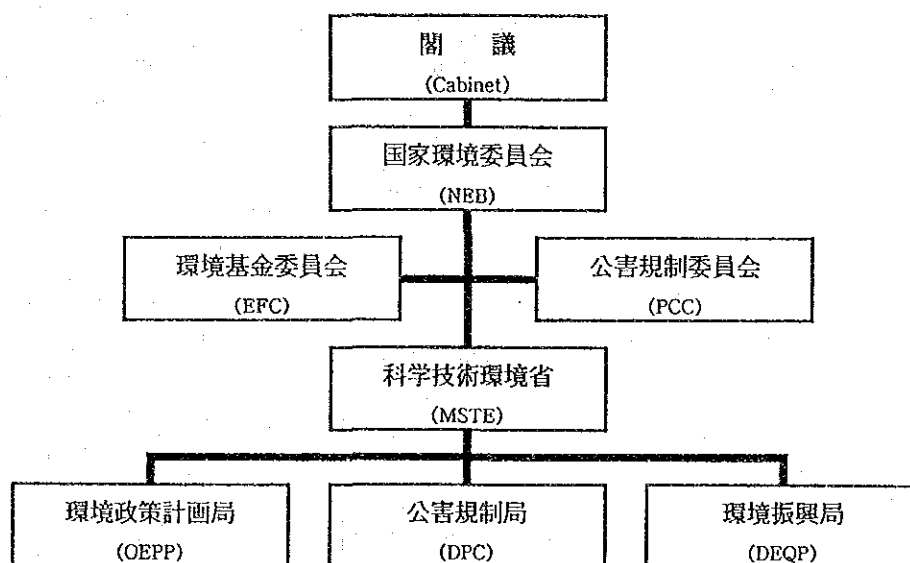 閣議
(Cabinet)
国家環境委員会
(NEB)
環境基金委員会
(EFC)
公害規制委員会
(PCC)
科学技術環境省
(MSTE)
環境政策計画局
(OEPP)
公害規制局
(DPC)
環境振興局
(DEQP)